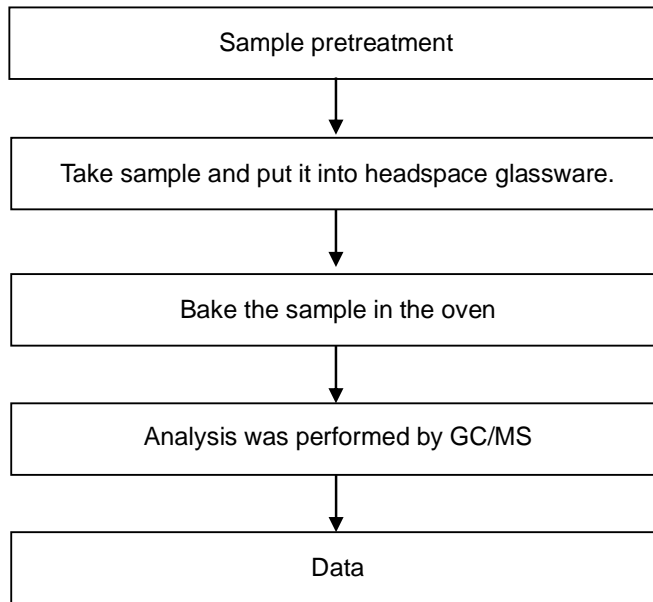 Sample pretreatment
Take sample and put it into headspace glassware.
Bake the sample in the oven
Analysis was performed by GC/MS
Data